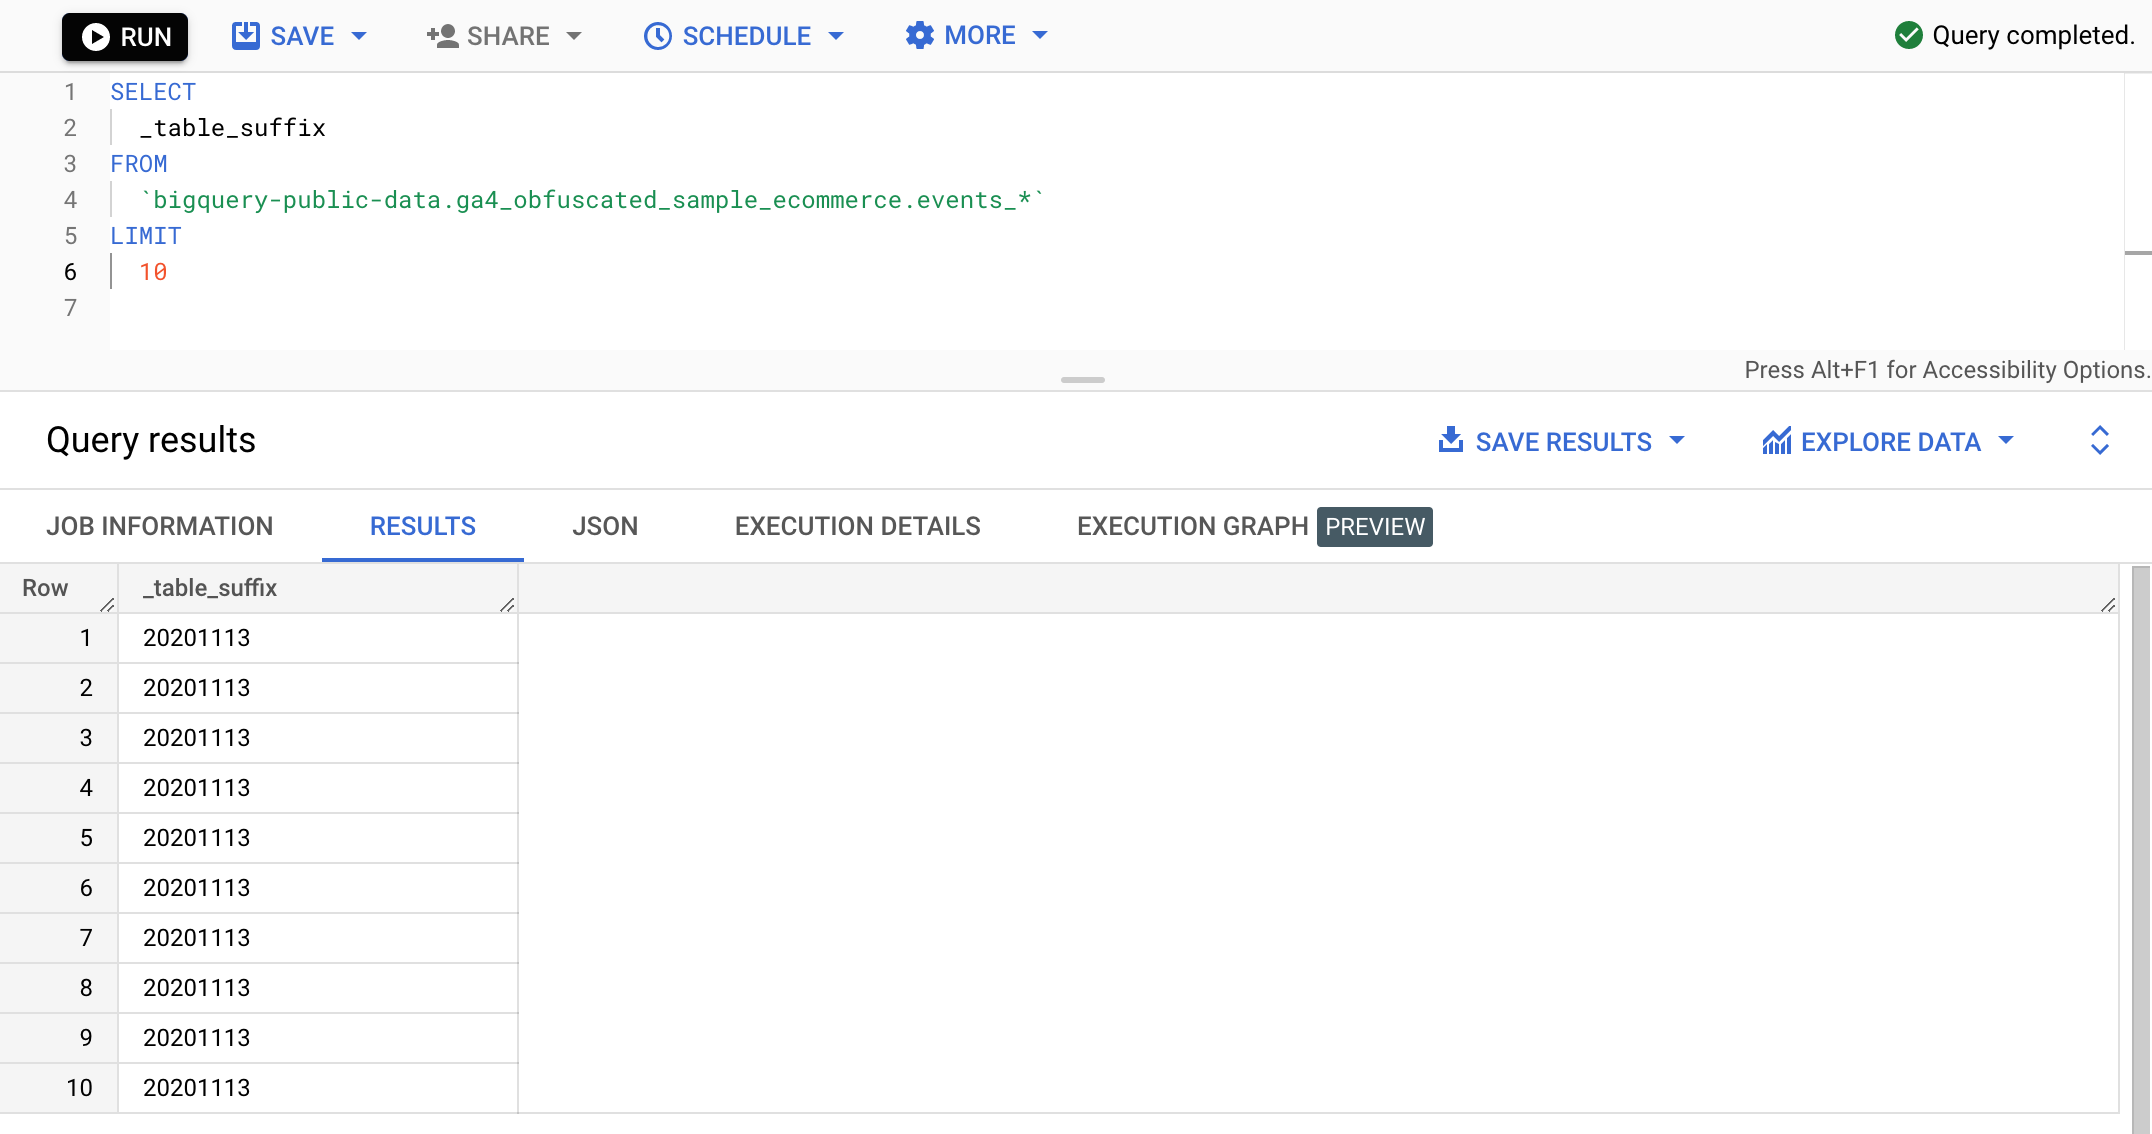 RUN SAVE SHARE SCHEDULE MORE Query completed.
1 SELECT
2 _table_suffix
3 FROM
4 `bigquery-public-data.ga4_obfuscated_sample_ecommerce.events_*`
5 LIMIT
6 10
7
Press Alt+F1 for Accessibility Options.
Query results SAVE RESULTS EXPLORE DATA
JOB INFORMATION RESULTS JSON EXECUTION DETAILS EXECUTION GRAPH PREVIEW
Row _table_suffix
1 20201113
2 20201113
3 20201113
4 20201113
5 20201113
6 20201113
7 20201113
8 20201113
9 20201113
10 20201113